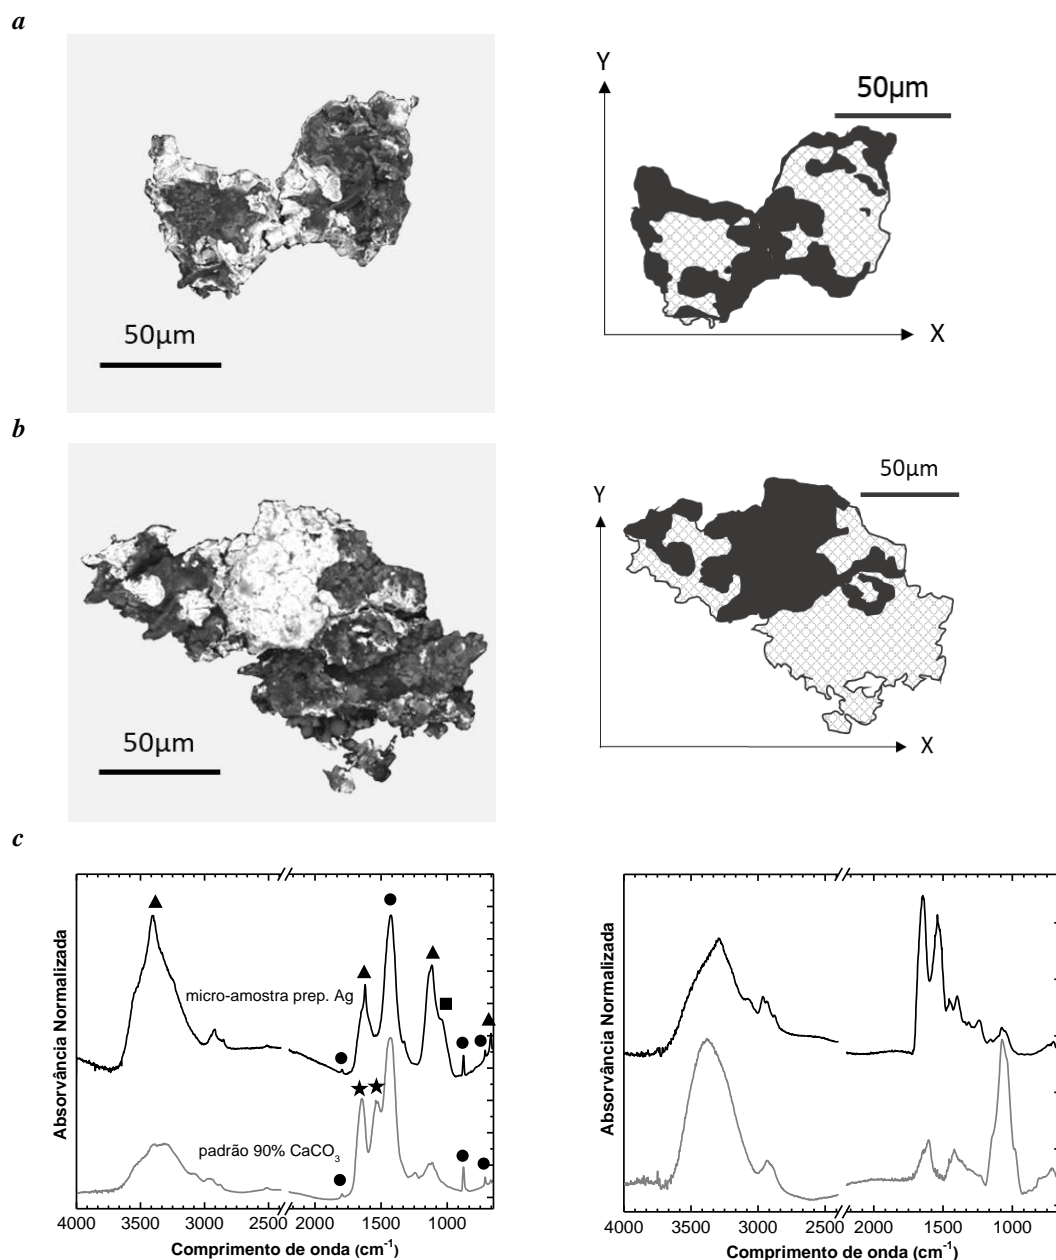 a
50µm
Y
50µm
X
b
50µm
Y
50µm
X
c
Absorvância Normalizada
micro-amostra prep. Ag
padrão 90% CaCO3
4000 3500 3000 2500 2000 1500 1000
Comprimento de onda (cm-1)
Absorvância Normalizada
4000 3500 3000 2500 2000 1500 1000
Comprimento de onda (cm-1)